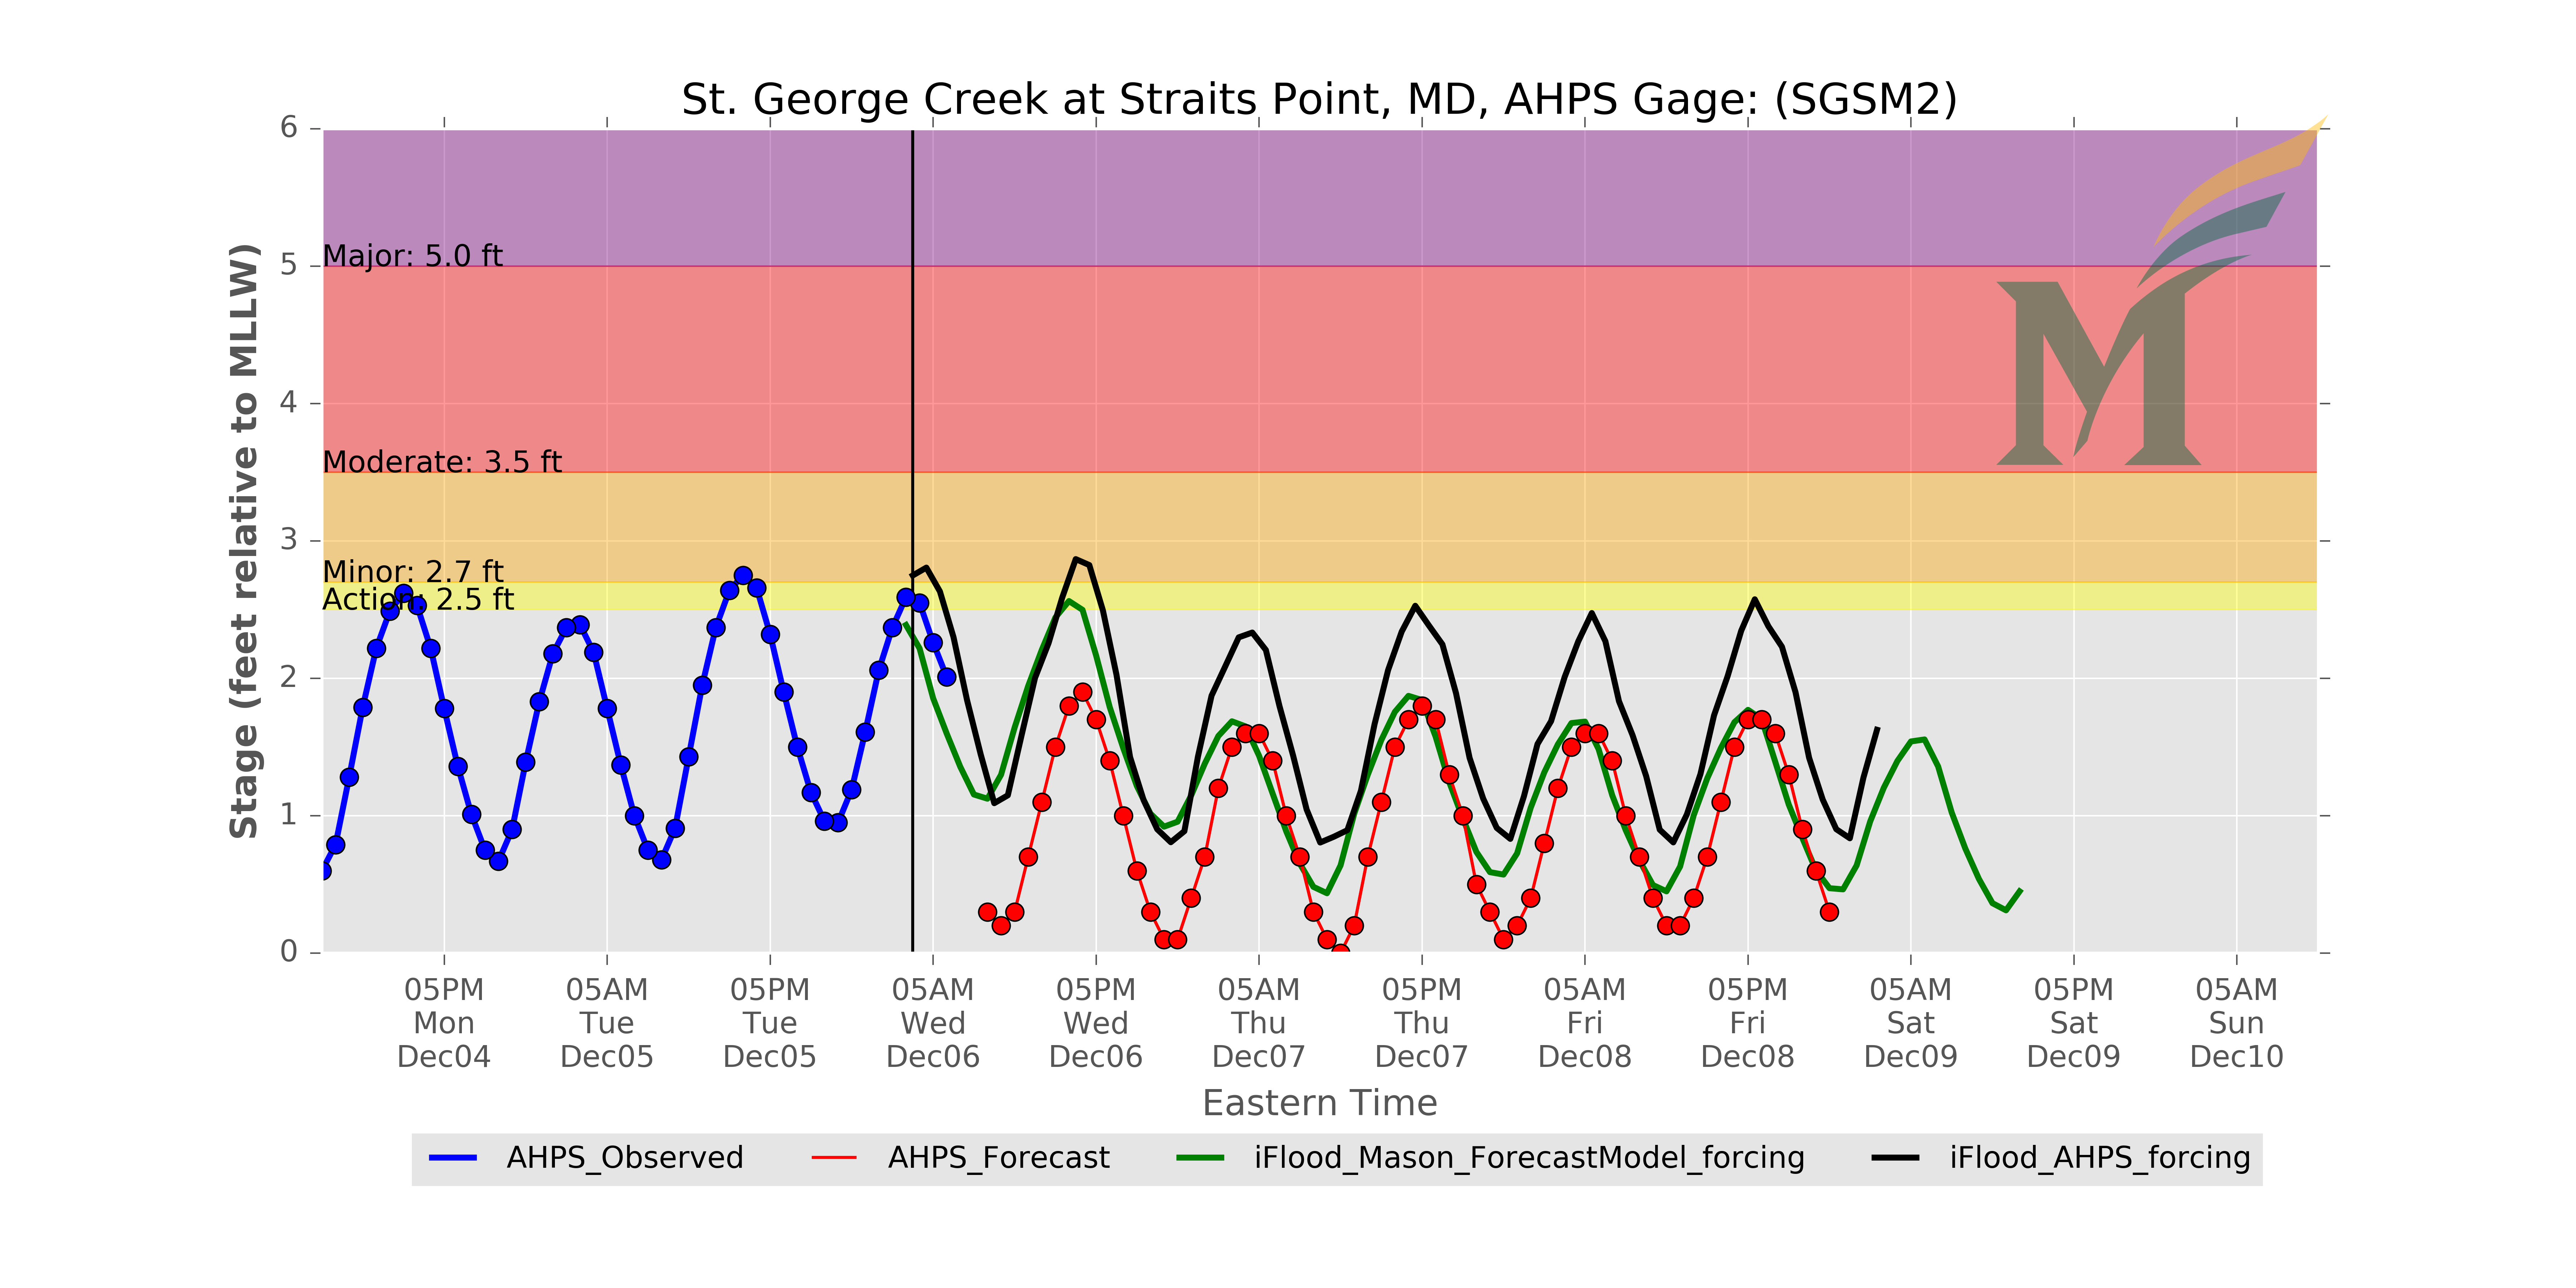 St. George Creek at Straits Point, MD, AHPS Gage: (SGSM2)
Stage (feet relative to MLLW)
6
5
4
3
2
1
0
Major: 5.0 ft
Moderate: 3.5 ft
Minor: 2.7 ft
Action: 2.5 ft
M
05PM 05AM 05PM 05AM 05PM 05AM 05PM 05AM 05PM 05AM 05PM 05AM
Mon Tue Tue Wed Wed Thu Thu Fri Fri Sat Sat Sun
Dec04 Dec05 Dec05 Dec06 Dec06 Dec07 Dec07 Dec08 Dec08 Dec09 Dec09 Dec10
Eastern Time
AHPS_Observed AHPS_Forecast iFlood_Mason_ForecastModel_forcing iFlood_AHPS_forcing